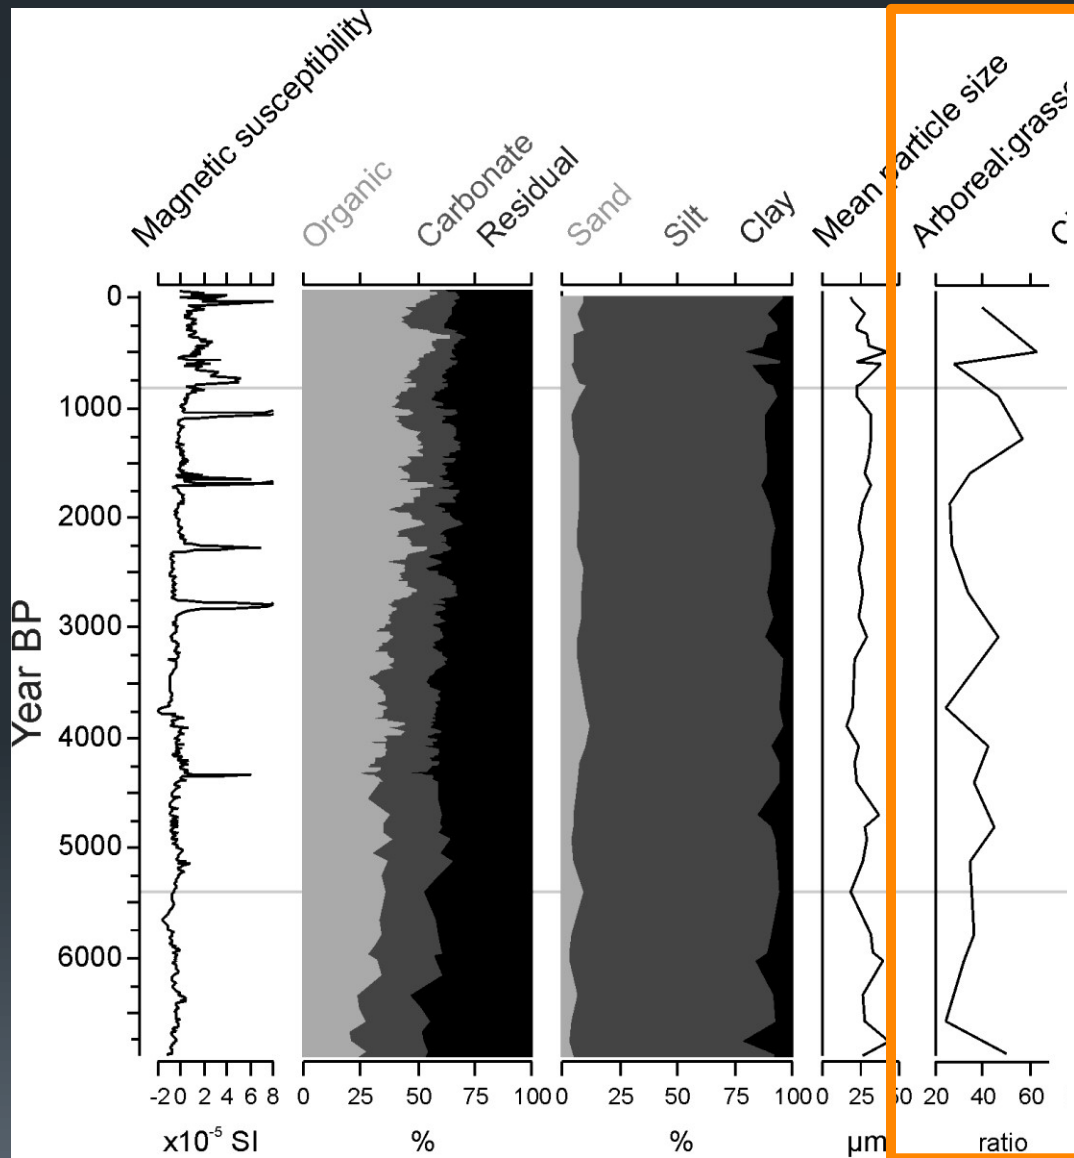 Magnetic susceptibility
Organic
Carbonate
Residual
Sand
Silt
Clay
Mean particle size
Arboreal:grass
Year BP
0
1000
2000
3000
4000
5000
6000
-2 0 2 4 6 8
0 25 50 75 100
0 25 50 75 100
0 25 50
20 40 60
x10⁻⁵ SI
%
%
µm
ratio